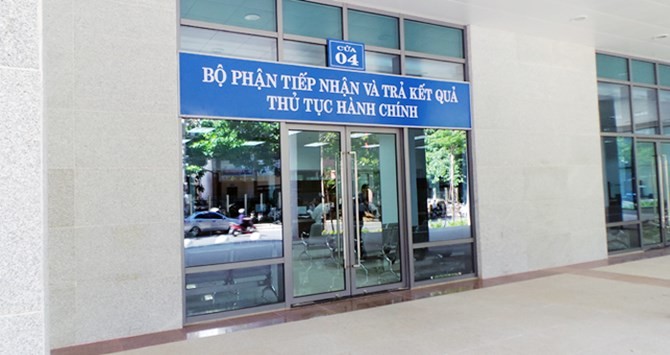 CỬA
04
BỘ PHẬN TIẾP NHẬN VÀ TRẢ KẾT QUẢ
THỦ TỤC HÀNH CHÍNH